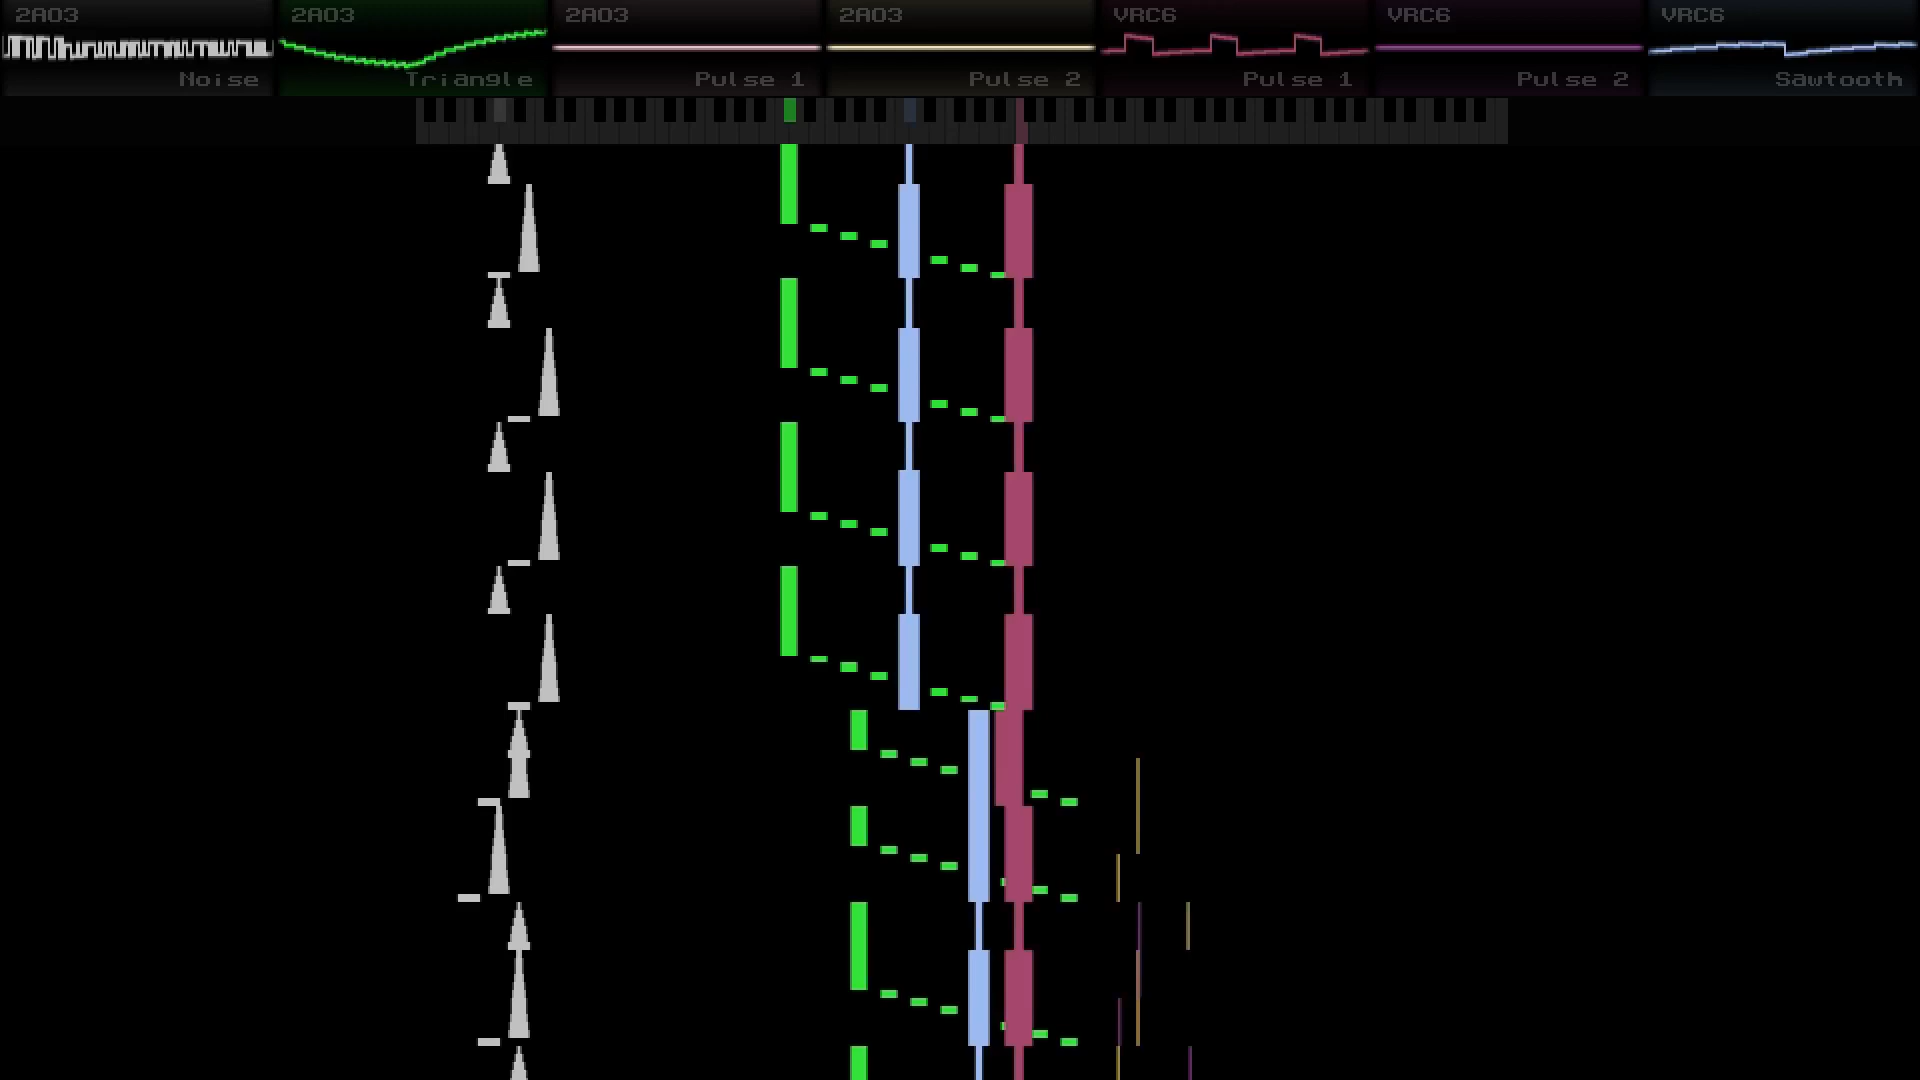 2A03
Noise
2A03
Triangle
2A03
Pulse 1
2A03
Pulse 2
VRC6
Pulse 1
VRC6
Pulse 2
VRC6
Sawtooth